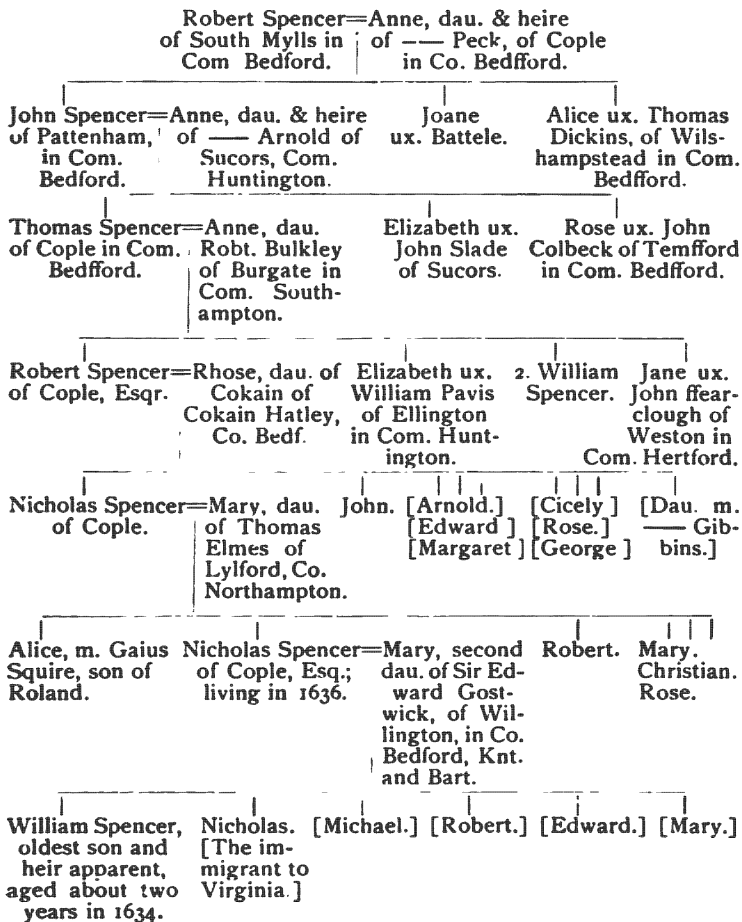 Robert Spencer=Anne, dau. & heire
of South Mylls in of —— Peck, of Cople
Com Bedford. in Co. Bedfford.
John Spencer=Anne, dau. & heire Joane Alice ux. Thomas
of Pattenham, of —— Arnold of ux. Battele. Dickins, of Wils-
in Com. Sucors, Com. hampstead in Com.
Bedford. Huntington. Bedfford.
Thomas Spencer=Anne, dau. Elizabeth ux. Rose ux. John
of Cople in Com. Robt. Bulkley John Slade Colbeck of Temfford
Bedfford. of Burgate in of Sucors. in Com. Bedfford.
Com. South-
ampton.
Robert Spencer=Rhose, dau. of Elizabeth ux. 2. William Jane ux.
of Cople, Esqr. Cokain of William Pavis Spencer. John ffear-
Cokain Hatley, of Ellington clough of
Co. Bedf. in Com. Hunt- Weston in
ington. Com. Hertford.
Nicholas Spencer=Mary, dau. John. [Arnold.] [Cicely ] [Dau. m.
of Cople. of Thomas [Edward ] [Rose.] —— Gib-
Elmes of [Margaret ] [George ] bins.]
Lylford, Co.
Northampton.
Alice, m. Gaius Nicholas Spencer=Mary, second Robert. Mary.
Squire, son of of Cople, Esq.; dau. of Sir Ed- Christian.
Roland. living in 1636. ward Gost- Rose.
wick, of Wil-
lington, in Co.
Bedford, Knt.
and Bart.
William Spencer, Nicholas. [Michael.] [Robert.] [Edward.] [Mary.]
oldest son and [The im-
heir apparent, migrant to
aged about two Virginia.]
years in 1634.